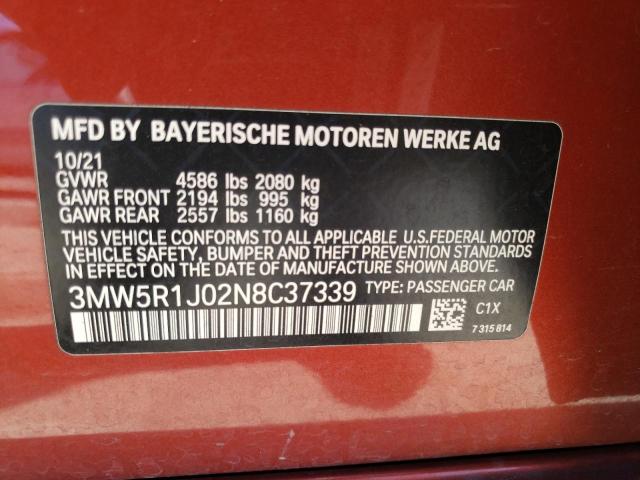 MFD BY BAYERISCHE MOTOREN WERKE AG
10/21
GVWR 4586 lbs 2080 kg
GAWR FRONT 2194 lbs 995 kg
GAWR REAR 2557 lbs 1160 kg
THIS VEHICLE CONFORMS TO ALL APPLICABLE U.S.FEDERAL MOTOR
VEHICLE SAFETY, BUMPER AND THEFT PREVENTION STANDARDS
IN EFFECT ON THE DATE OF MANUFACTURE SHOWN ABOVE.
3MW5R1J02N8C37339 TYPE: PASSENGER CAR
C1X
7 315 814